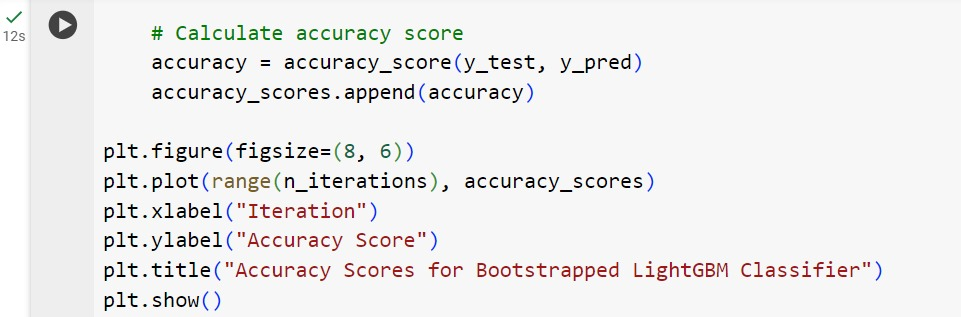 12s
# Calculate accuracy score
accuracy = accuracy_score(y_test, y_pred)
accuracy_scores.append(accuracy)
plt.figure(figsize=(8, 6))
plt.plot(range(n_iterations), accuracy_scores)
plt.xlabel("Iteration")
plt.ylabel("Accuracy Score")
plt.title("Accuracy Scores for Bootstrapped LightGBM Classifier")
plt.show()